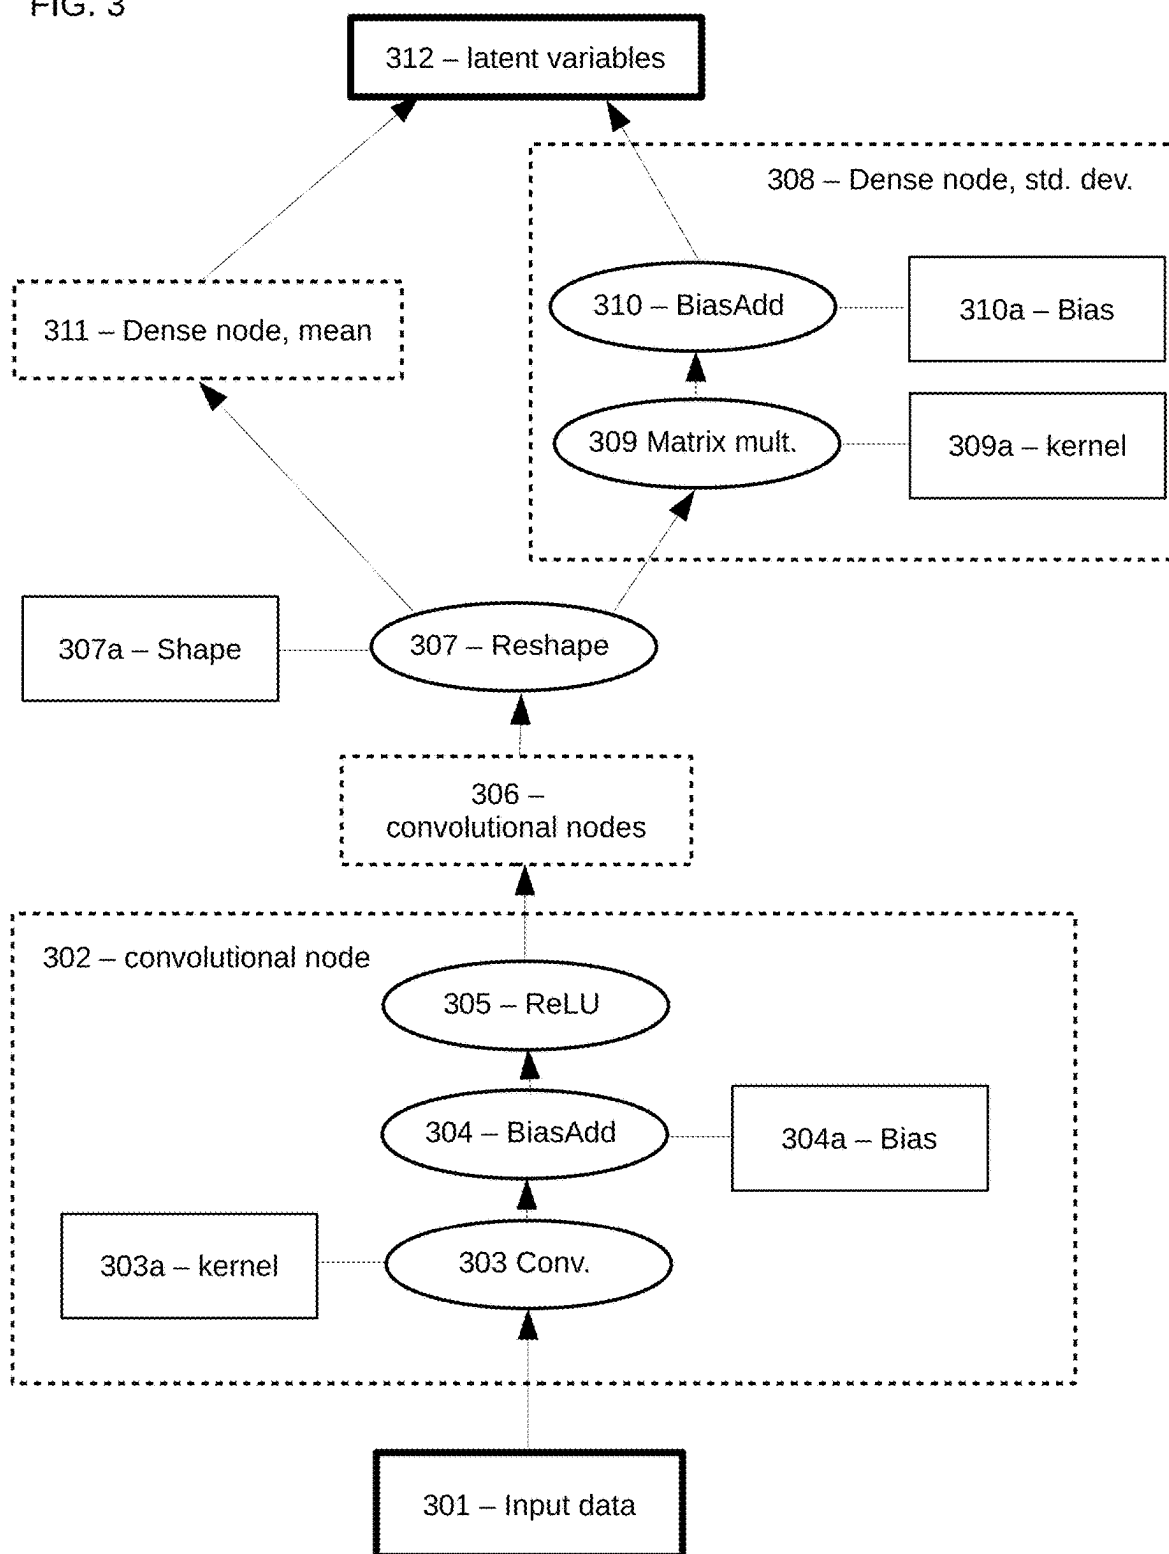 FIG. 3
312 – latent variables
308 – Dense node, std. dev.
310 – BiasAdd
310a – Bias
311 – Dense node, mean
309 Matrix mult.
309a – kernel
307a – Shape
307 – Reshape
306 –
convolutional nodes
302 – convolutional node
305 – ReLU
304 – BiasAdd
304a – Bias
303a – kernel
303 Conv.
301 – Input data